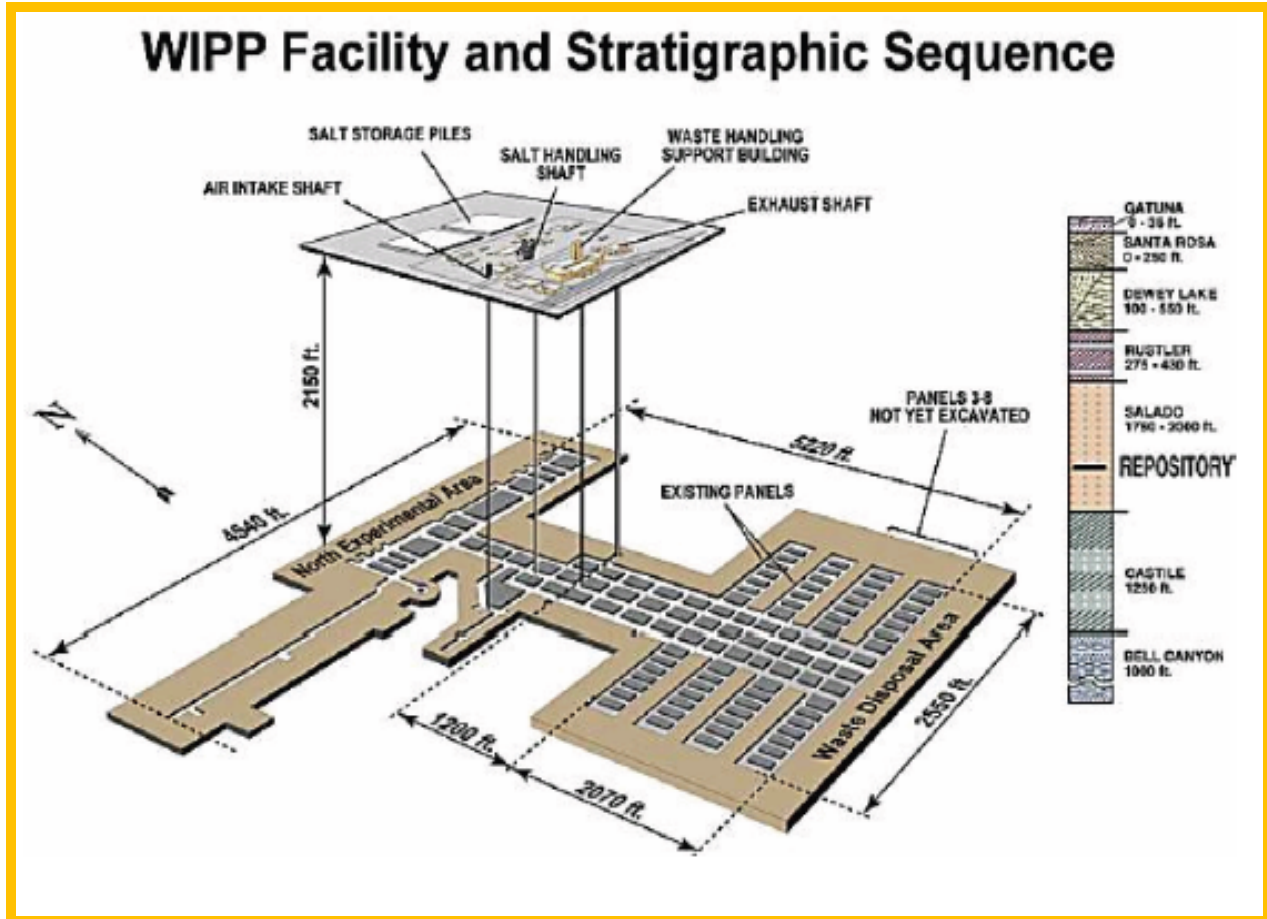 WIPP Facility and Stratigraphic Sequence
SALT STORAGE PILES
SALT HANDLING
SHAFT
WASTE HANDLING
SUPPORT BUILDING
AIR INTAKE SHAFT
EXHAUST SHAFT
GATUNA
0 - 35 ft.
SANTA ROSA
0 - 250 ft.
DEWEY LAKE
100 - 550 ft.
RUSTLER
275 - 430 ft.
SALADO
1750 - 2000 ft.
REPOSITORY
CASTILE
1250 ft.
BELL CANYON
1000 ft.
2150 ft.
N
PANELS 3-8
NOT YET EXCAVATED
5220 ft.
EXISTING PANELS
4540 ft.
North Experimental Area
Waste Disposal Area
2550 ft.
1200 ft.
2070 ft.